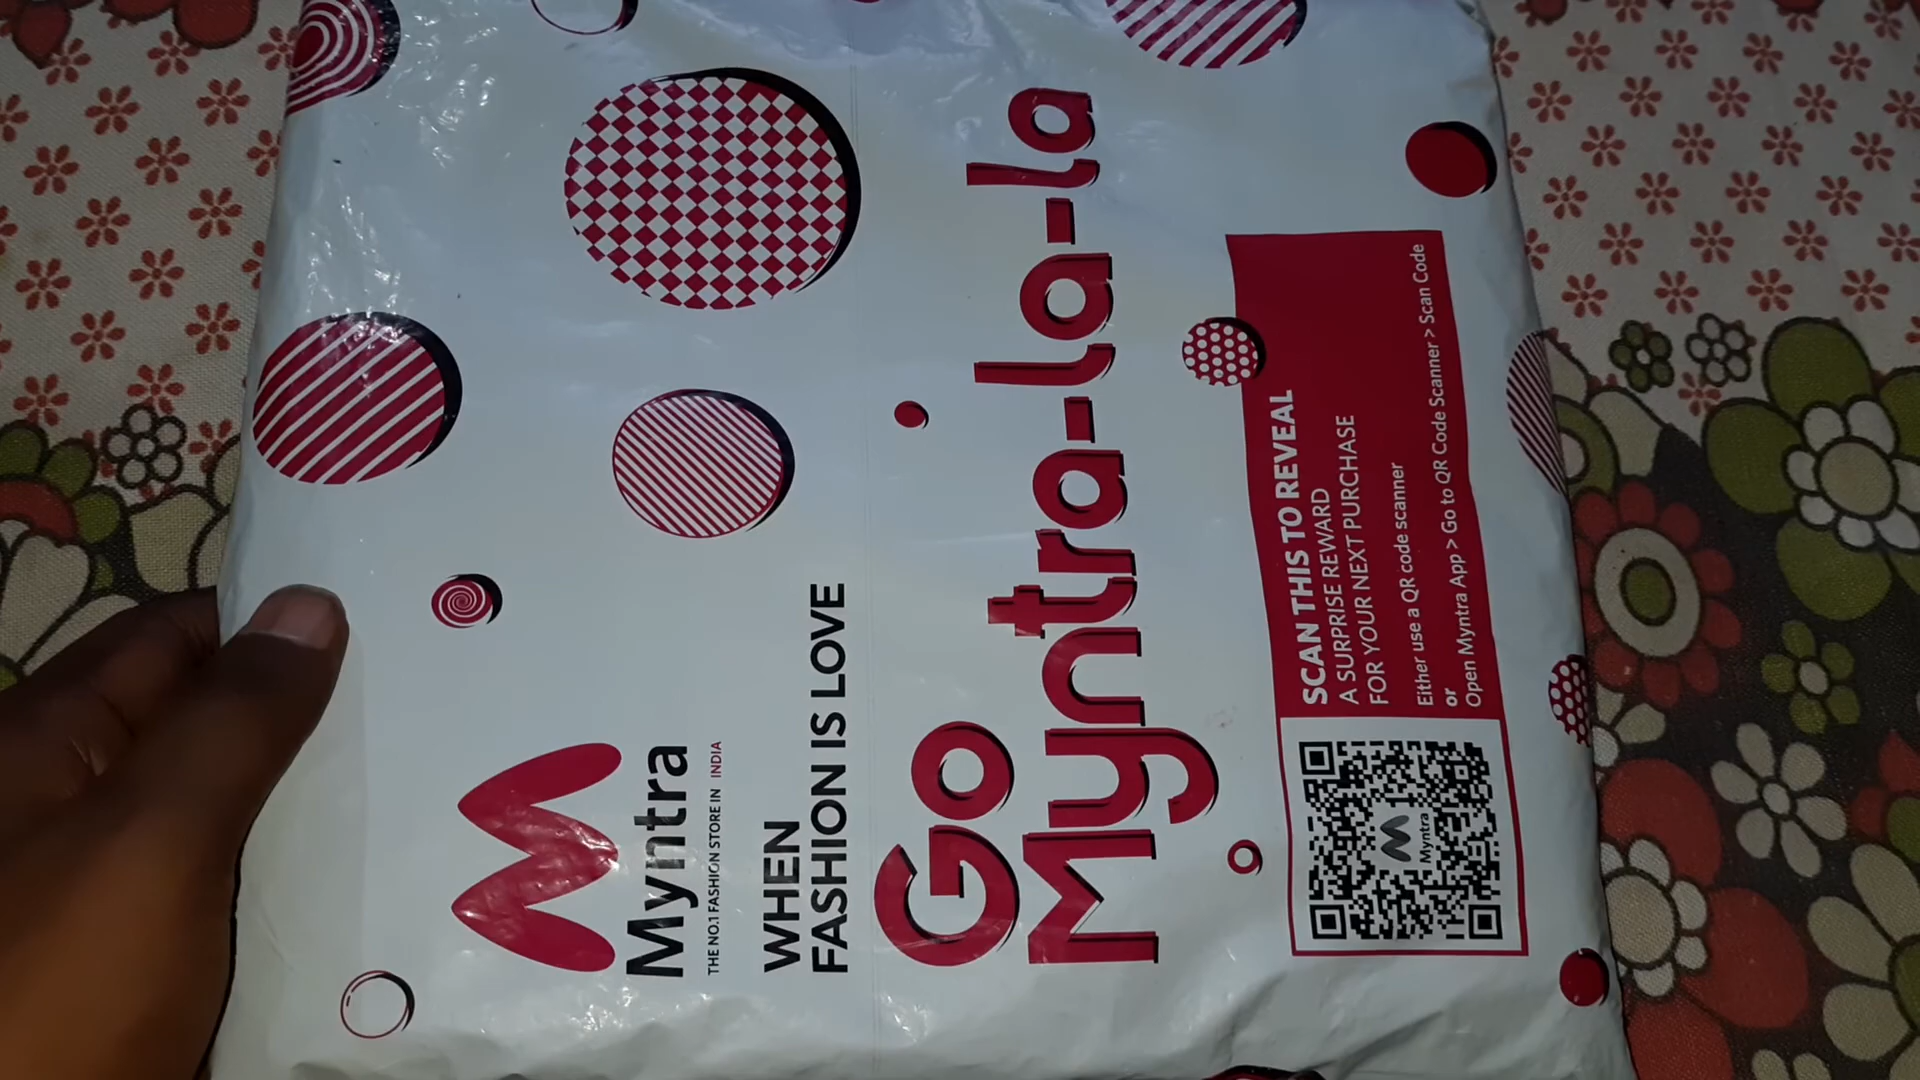 Myntra
THE NO.1 FASHION STORE IN INDIA
WHEN
FASHION IS LOVE
Go
Myntra-la-la
SCAN THIS TO REVEAL
A SURPRISE REWARD
FOR YOUR NEXT PURCHASE
Either use a QR code scanner
or
Open Myntra App > Go to QR Code Scanner > Scan Code
Myntra